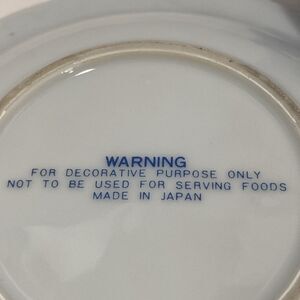 WARNING
FOR DECORATIVE PURPOSE ONLY
NOT TO BE USED FOR SERVING FOODS
MADE IN JAPAN